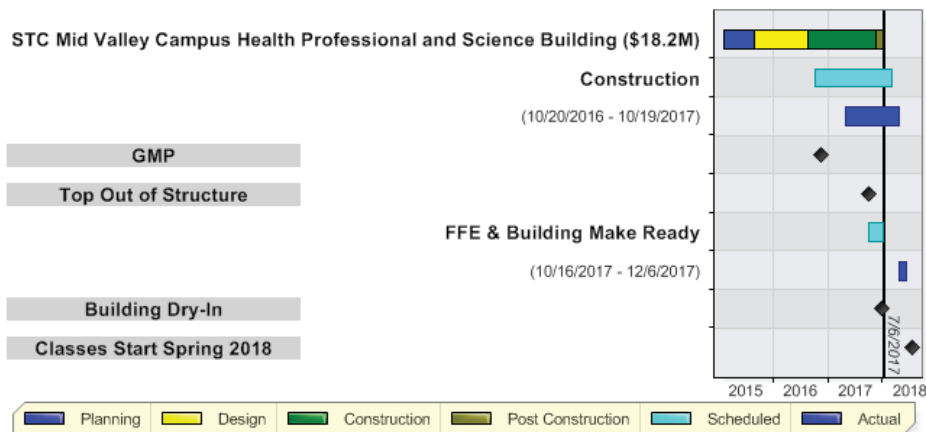 STC Mid Valley Campus Health Professional and Science Building ($18.2M)
Construction
(10/20/2016 - 10/19/2017)
GMP
Top Out of Structure
FFE & Building Make Ready
(10/16/2017 - 12/6/2017)
Building Dry-In
Classes Start Spring 2018
7/6/2017
2015 2016 2017 2018
Planning Design Construction Post Construction Scheduled Actual